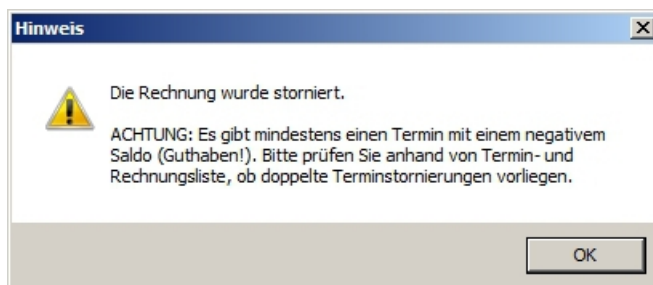 Hinweis
Die Rechnung wurde storniert.
ACHTUNG: Es gibt mindestens einen Termin mit einem negativem
Saldo (Guthaben!). Bitte prüfen Sie anhand von Termin- und
Rechnungsliste, ob doppelte Terminstornierungen vorliegen.
OK